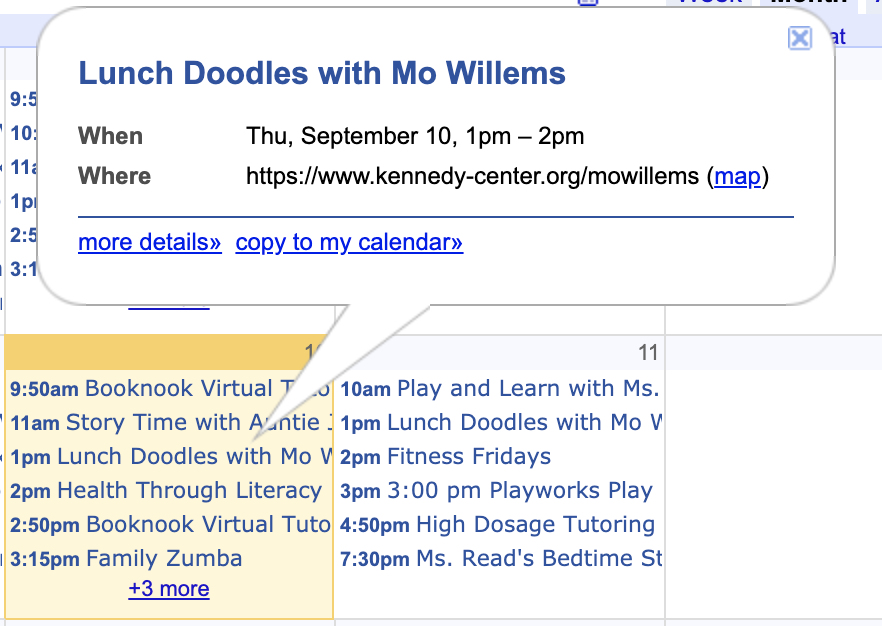 Week Month
at
Lunch Doodles with Mo Willems
When Thu, September 10, 1pm – 2pm
Where https://www.kennedy-center.org/mowillems (map)
more details» copy to my calendar»
9:5
10:
11a
1p
2:5
3:1
11
9:50am Booknook Virtual
11am Story Time with Auntie
1pm Lunch Doodles with Mo
2pm Health Through Literacy
2:50pm Booknook Virtual Tuto
3:15pm Family Zumba
+3 more
10am Play and Learn with Ms.
1pm Lunch Doodles with Mo
2pm Fitness Fridays
3pm 3:00 pm Playworks Play
4:50pm High Dosage Tutoring
7:30pm Ms. Read's Bedtime St